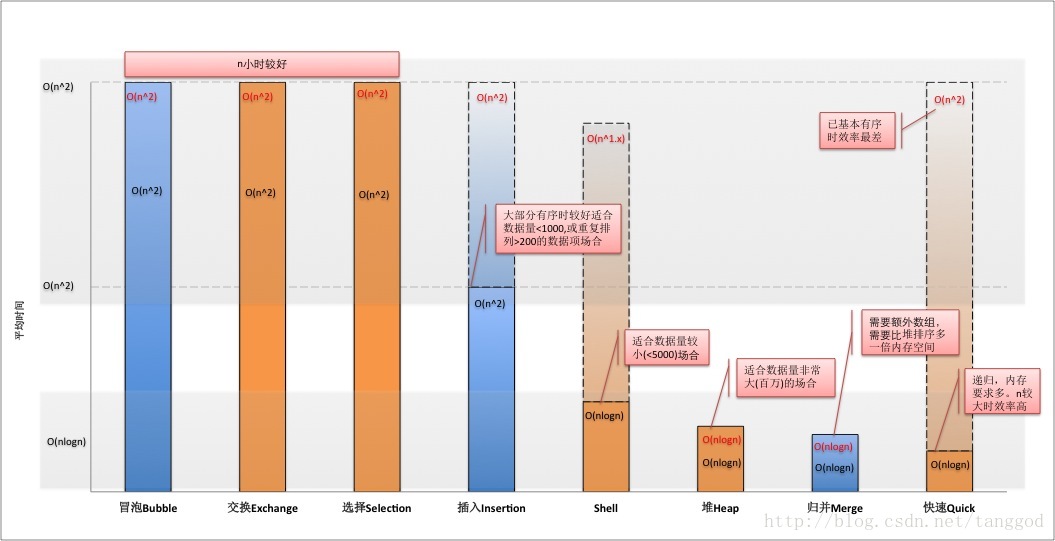 n小时较好
O(n^2)
O(n^2)
O(n^2)
O(n^2)
O(n^2)
O(n^2)
O(n^1.x)
已基本有序
时效率最差
O(n^2)
O(n^2)
O(n^2)
大部分有序时较好适合
数据量<1000,或重复排
列>200的数据项场合
O(n^2)
O(n^2)
平均时间
适合数据量较
小(<5000)场合
需要额外数组，
需要比堆排序多
一倍内存空间
适合数据量非常
大(百万)的场合
递归，内存
要求多。n较
大时效率高
O(nlogn)
O(nlogn)
O(nlogn)
O(nlogn)
O(nlogn)
O(nlogn)
O(nlogn)
冒泡Bubble
交换Exchange
选择Selection
插入Insertion
Shell
堆Heap
归并Merge
快速Quick
http://blog.csdn.net/tanggod